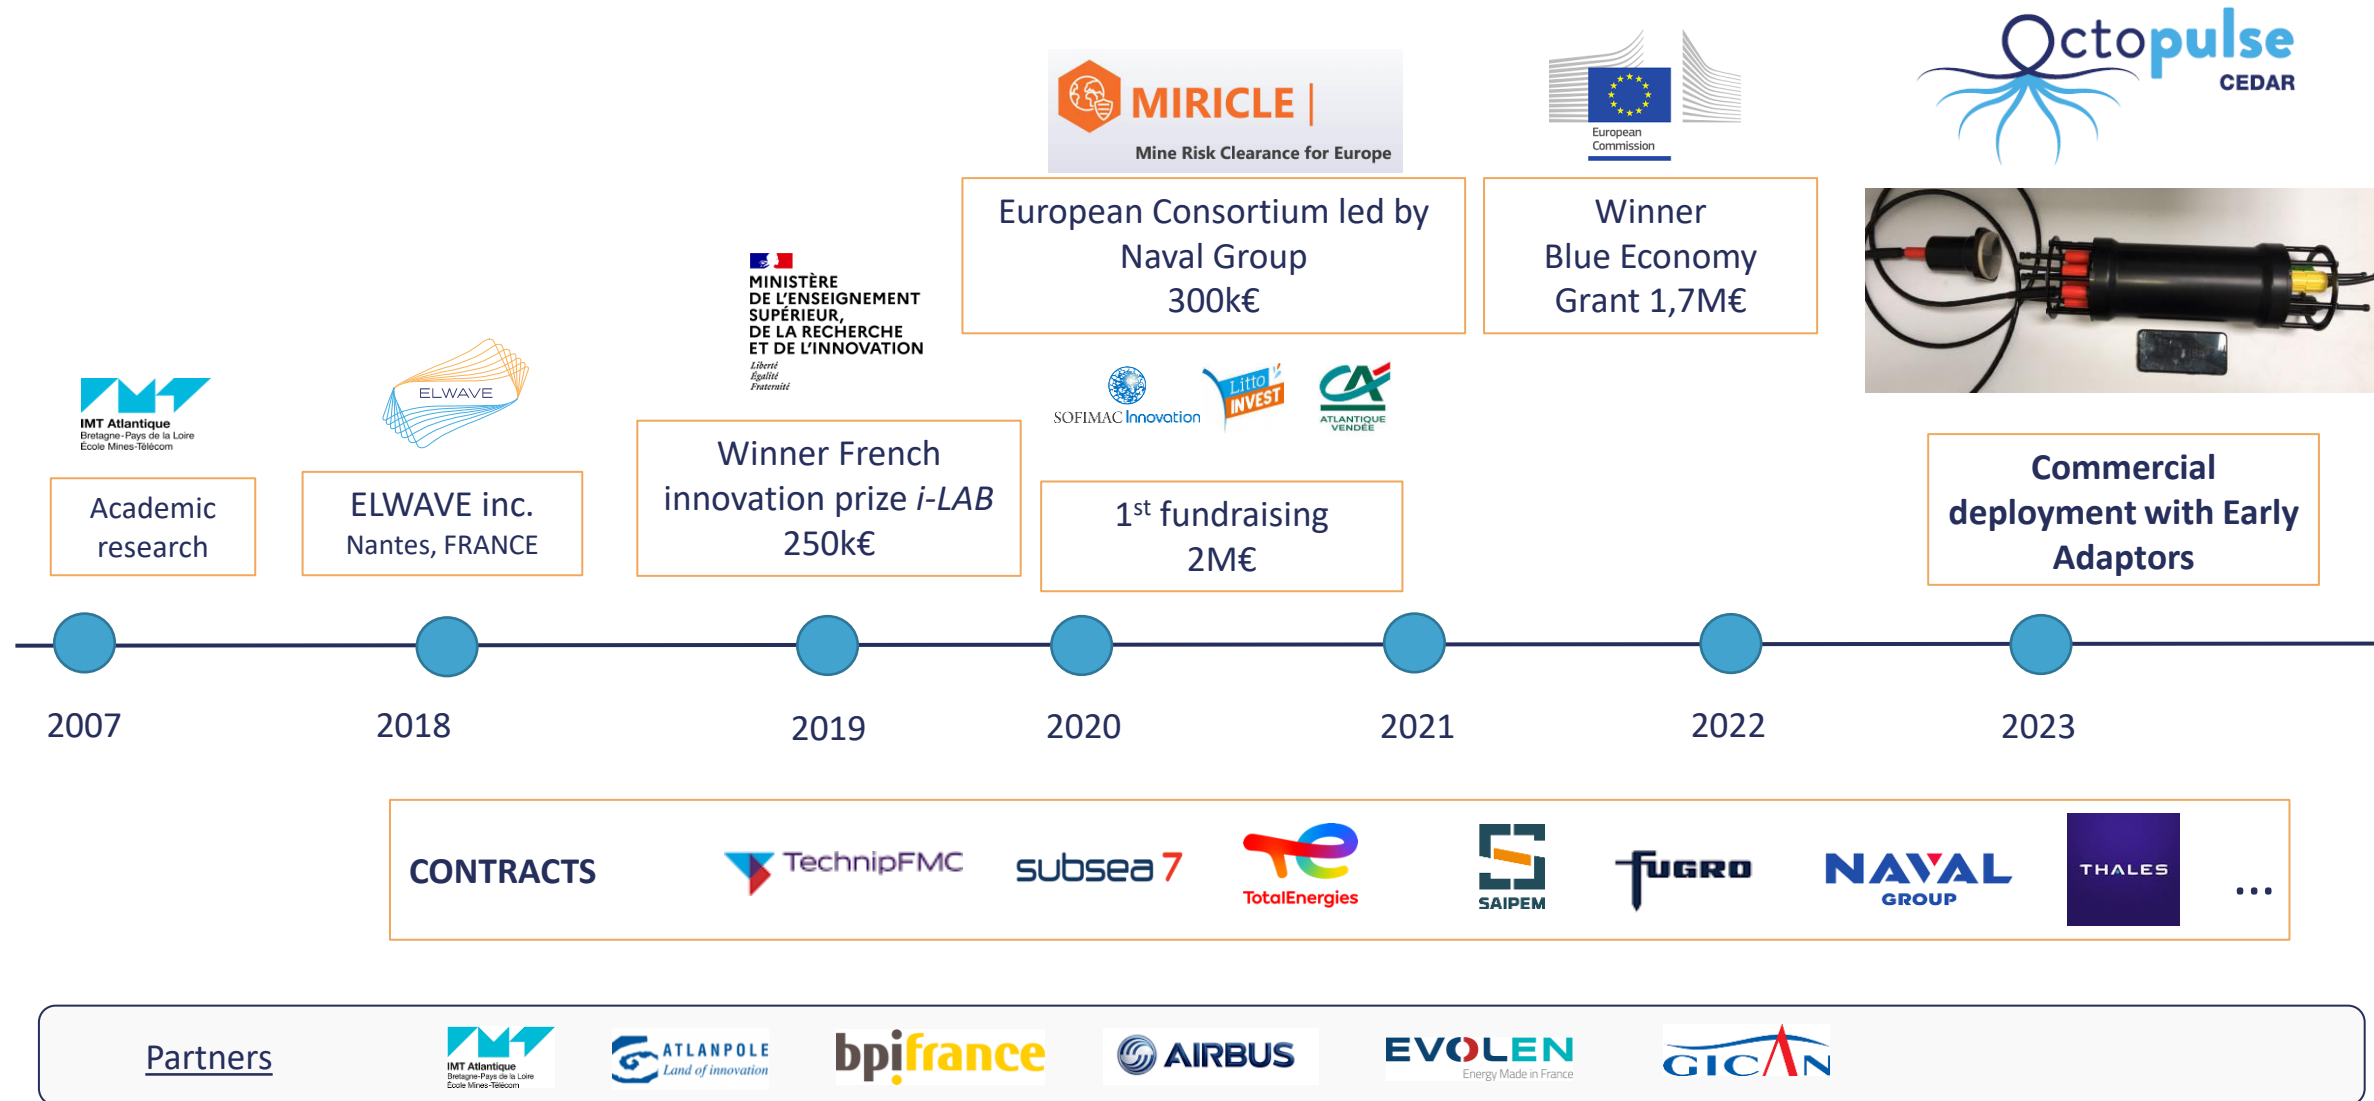 Octopulse
CEDAR
MIRICLE |
Mine Risk Clearance for Europe
European
Commission
European Consortium led by
Naval Group
300k€
Winner
Blue Economy
Grant 1,7M€
MINISTÈRE
DE L'ENSEIGNEMENT
SUPÉRIEUR,
DE LA RECHERCHE
ET DE L'INNOVATION
Liberté
Égalité
Fraternité
IMT Atlantique
Bretagne-Pays de la Loire
École Mines-Télécom
ELWAVE
SOFIMAC Innovation
Litto
INVEST
CA
ATLANTIQUE
VENDÉE
Academic
research
ELWAVE inc.
Nantes, FRANCE
Winner French
innovation prize i-LAB
250k€
1st fundraising
2M€
Commercial
deployment with Early
Adaptors
2007
2018
2019
2020
2021
2022
2023
CONTRACTS
TechnipFMC
subsea 7
TotalEnergies
SAIPEM
FUGRO
NAVAL
GROUP
THALES
...
Partners
IMT Atlantique
Bretagne-Pays de la Loire
École Mines-Télécom
ATLANPOLE
Land of innovation
bpifrance
AIRBUS
EVOLEN
Energy Made in France
GICAN